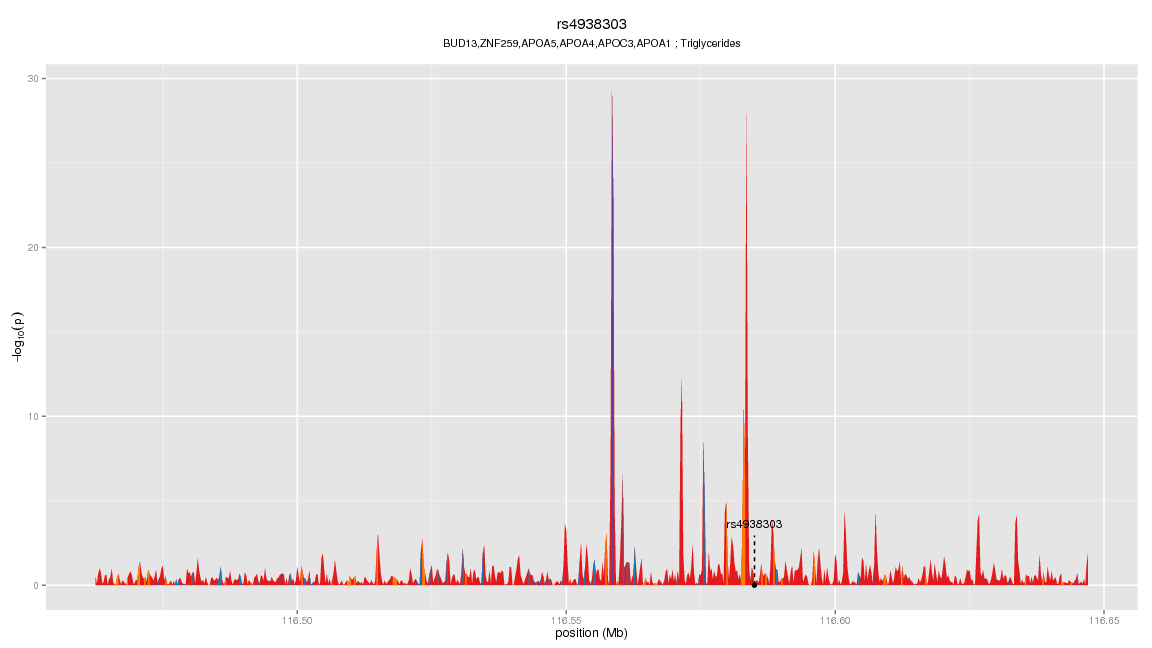 rs4938303
BUD13,ZNF259,APOA5,APOA4,APOC3,APOA1 ; Triglycerides
30
20
10
0
−log10(p)
rs4938303
116.50
116.55
116.60
116.65
position (Mb)